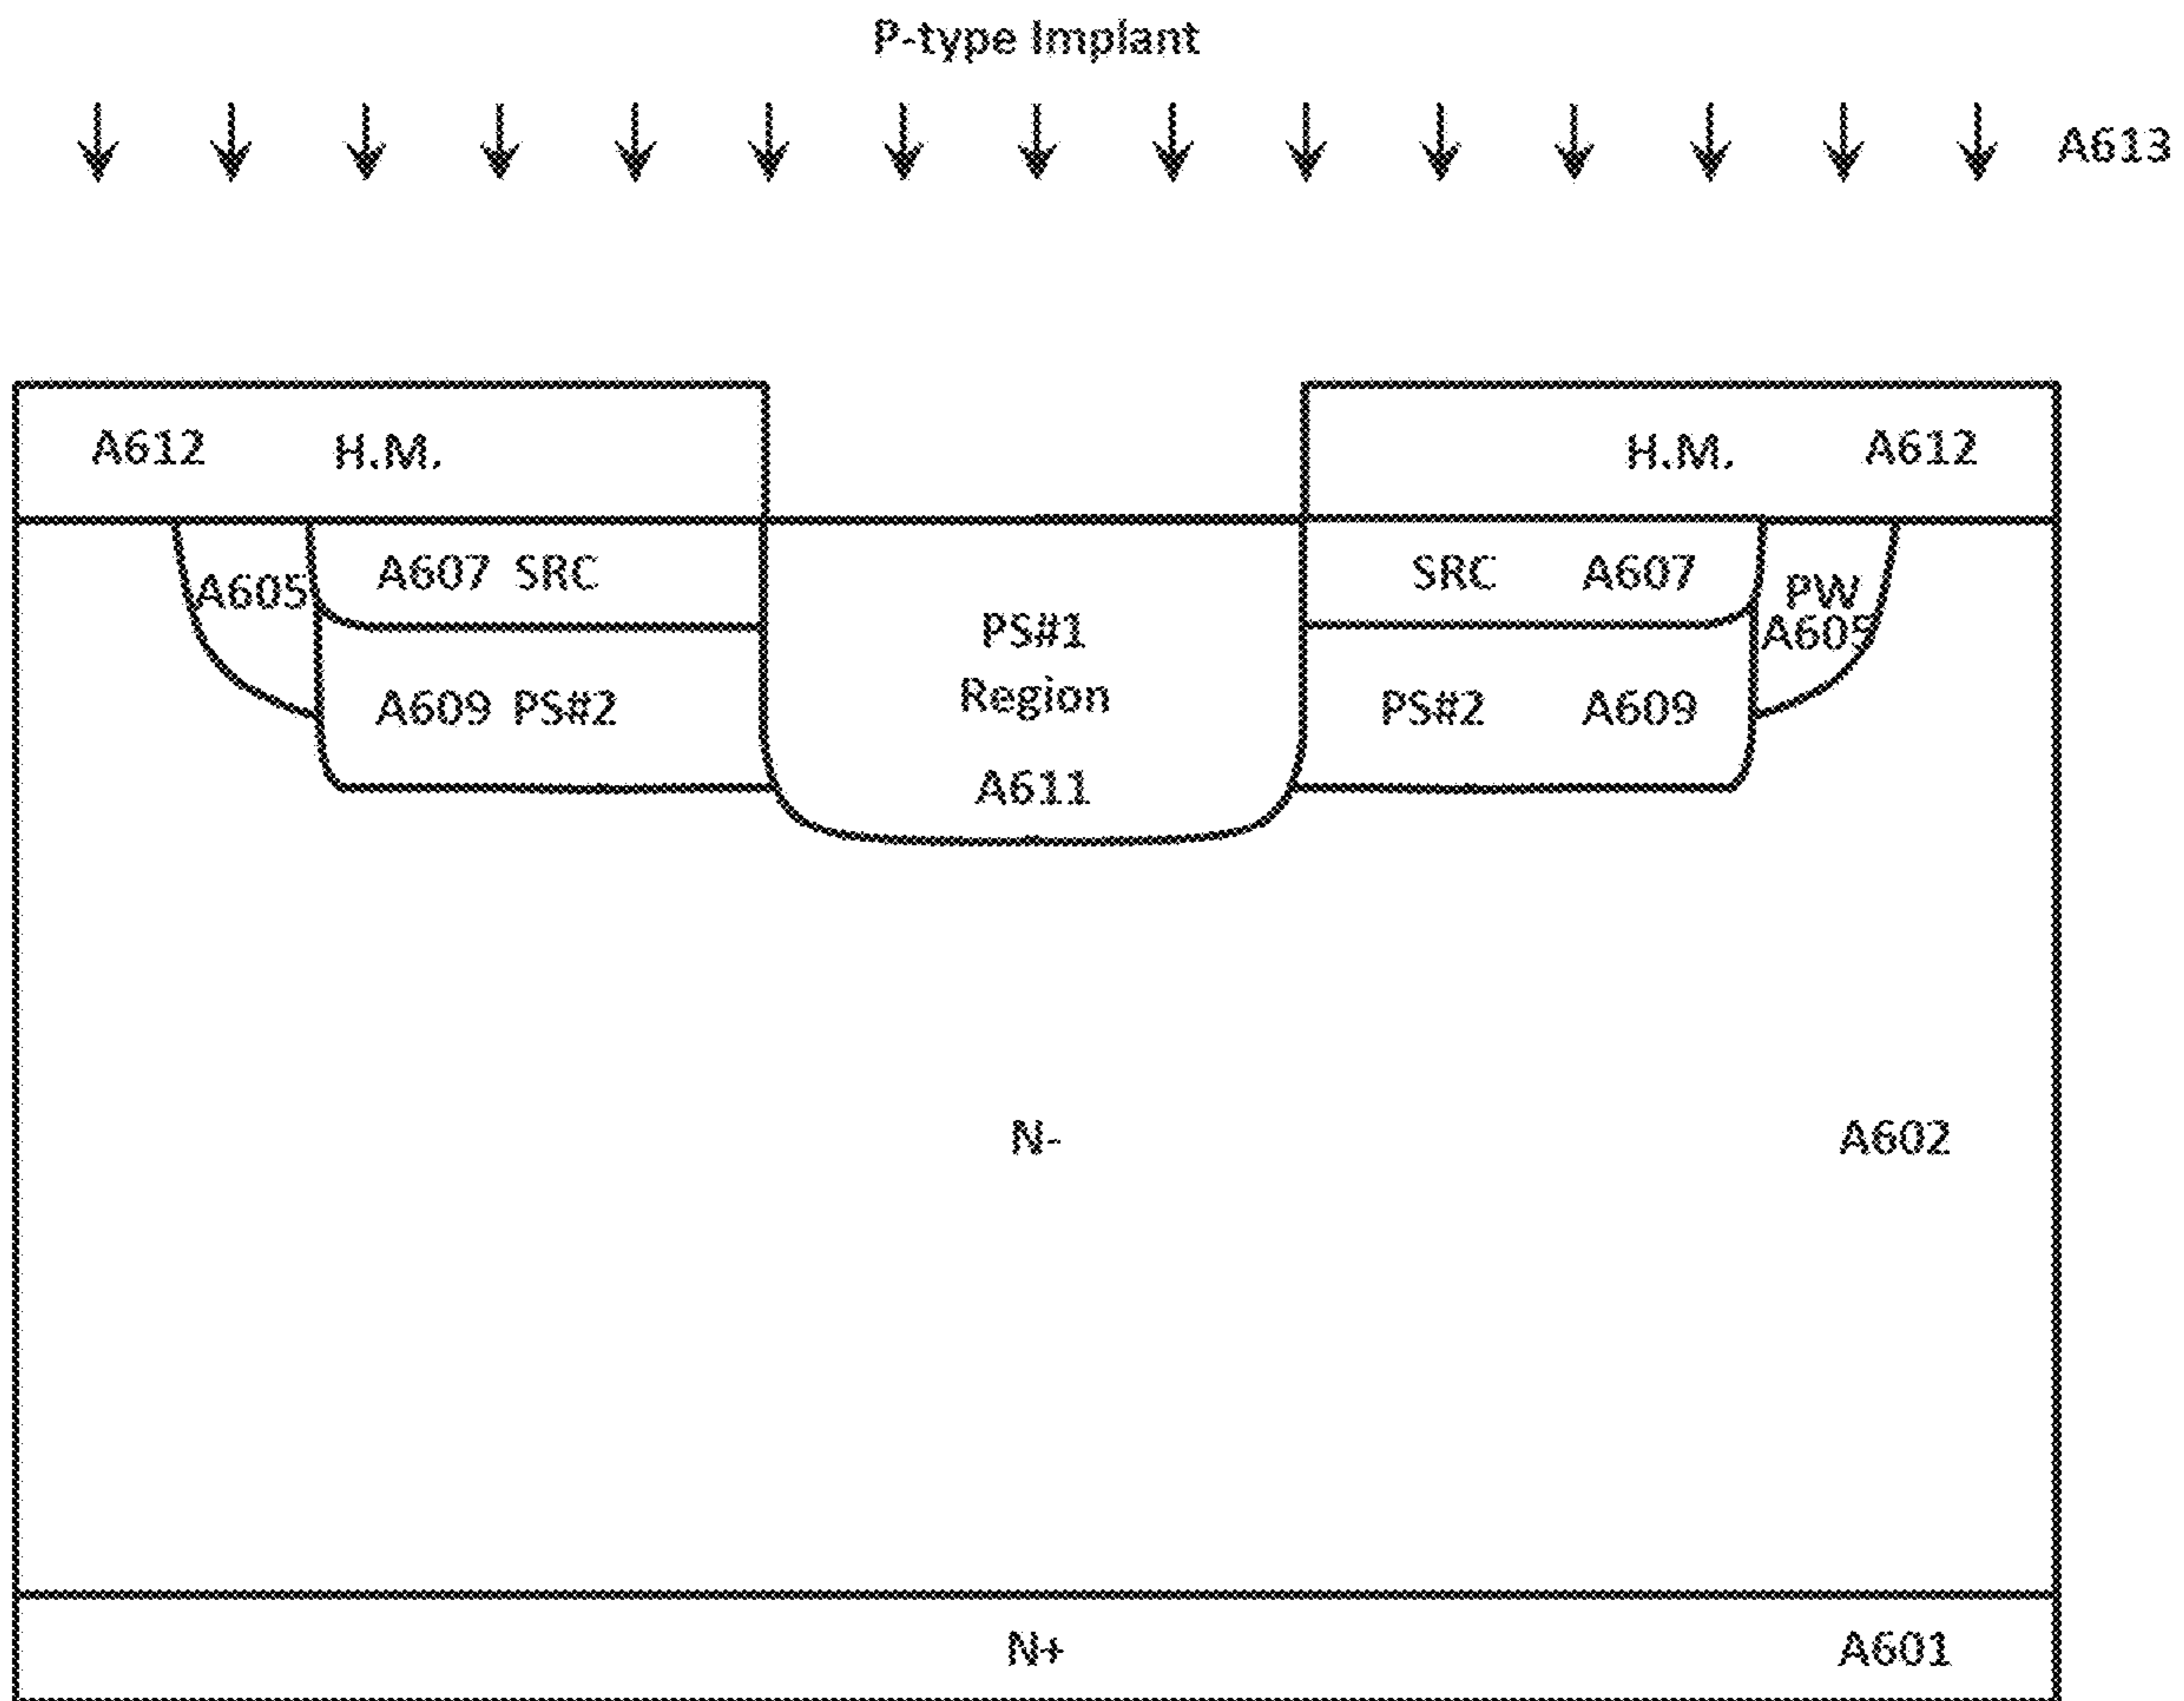 P-type Implant
A613
A612 H.M.
H.M. A612
A605
A607 SRC
SRC A607
PW
A605
PS#1
Region
A611
A609 PS#2
PS#2 A609
N-
A602
N+
A601